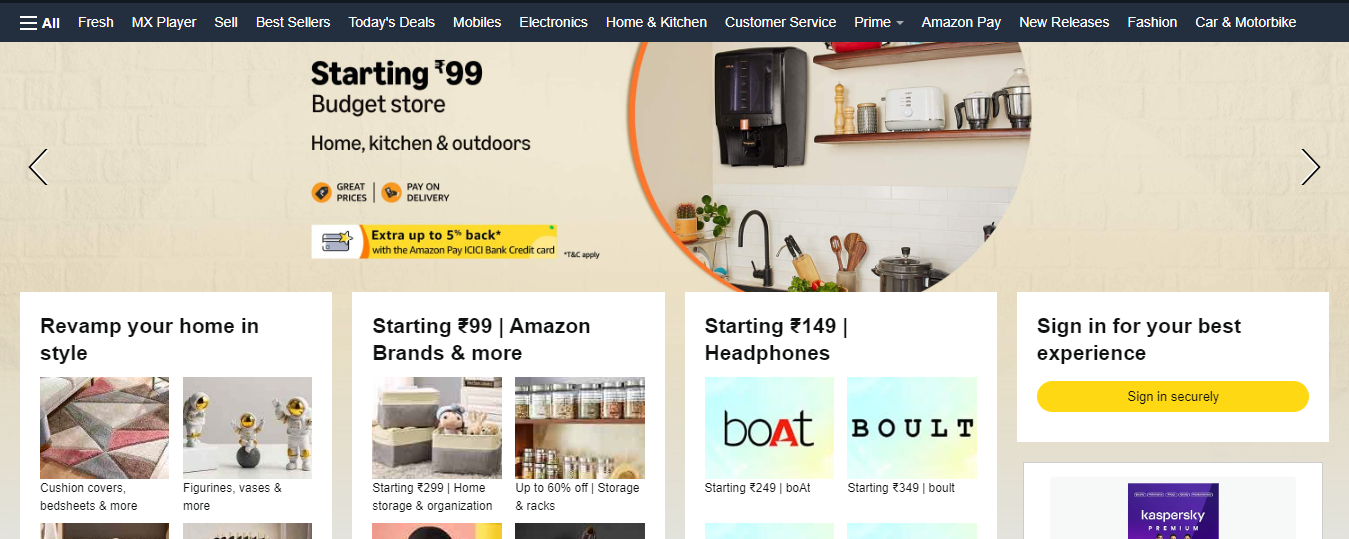 All Fresh MX Player Sell Best Sellers Today's Deals Mobiles Electronics Home & Kitchen Customer Service Prime Amazon Pay New Releases Fashion Car & Motorbike
Starting ₹99
Budget store
Home, kitchen & outdoors
GREAT
PRICES
PAY ON
DELIVERY
Extra up to 5% back*
with the Amazon Pay ICICI Bank Credit card
*T&C apply
Revamp your home in
style
Cushion covers,
bedsheets & more
Figurines, vases &
more
Starting ₹99 | Amazon
Brands & more
Starting ₹299 | Home
storage & organization
Up to 60% off | Storage
& racks
Starting ₹149 |
Headphones
boAt
Starting ₹249 | boAt
BOULT
Starting ₹349 | boult
Sign in for your best
experience
Sign in securely
kaspersky
PREMIUM